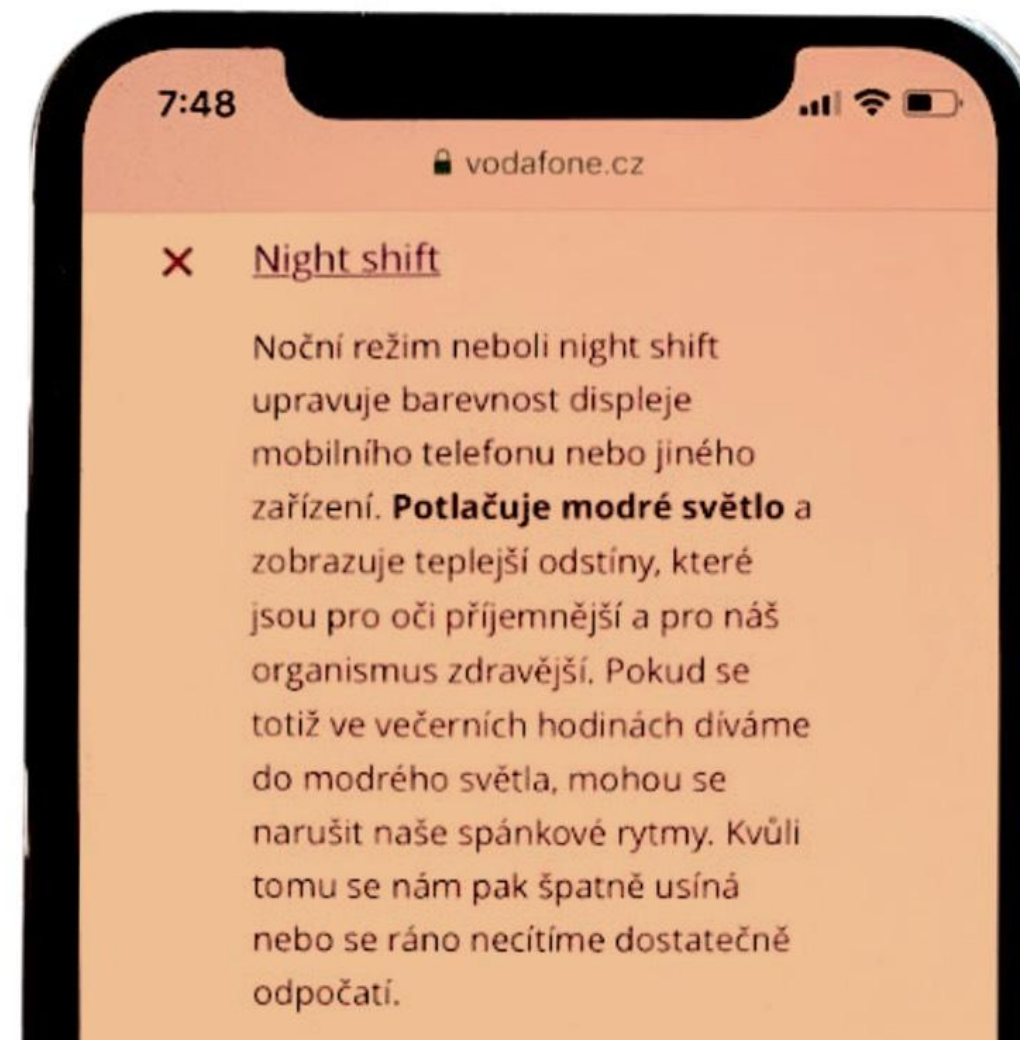 7:48
vodafone.cz
× Night shift
Noční režim neboli night shift
upravuje barevnost displeje
mobilního telefonu nebo jiného
zařízení. Potlačuje modré světlo a
zobrazuje teplejší odstíny, které
jsou pro oči příjemnější a pro náš
organismus zdravější. Pokud se
totiž ve večerních hodinách díváme
do modrého světla, mohou se
narušit naše spánkové rytmy. Kvůli
tomu se nám pak špatně usíná
nebo se ráno necítíme dostatečně
odpočatí.